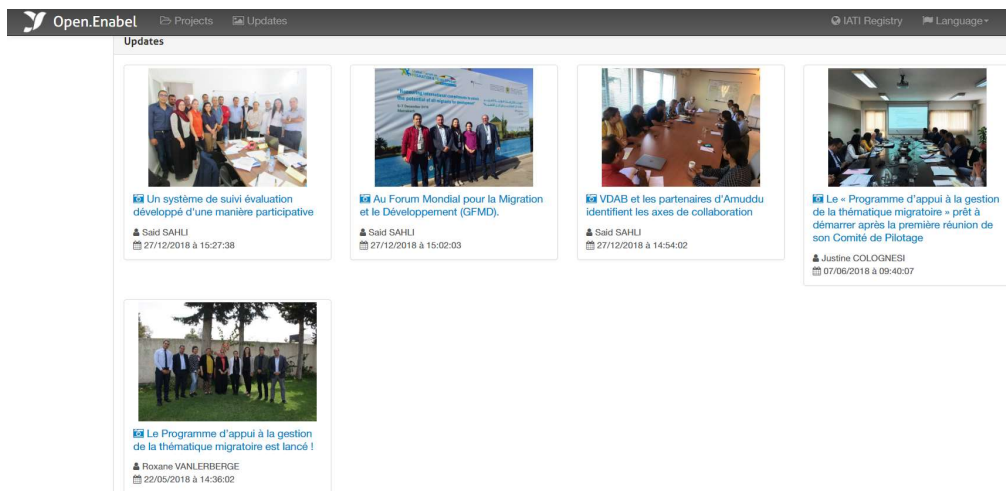 Open.Enabel Projects Updates IATI Registry Language
Updates
Un système de suivi évaluation
développé d'une manière participative
Said SAHLI
27/12/2018 à 15:27:38
Au Forum Mondial pour la Migration
et le Développement (GFMD).
Said SAHLI
27/12/2018 à 15:02:03
VDAB et les partenaires d'Amuddu
identifient les axes de collaboration
Said SAHLI
27/12/2018 à 14:54:02
Le « Programme d'appui à la gestion
de la thématique migratoire » prêt à
démarrer après la première réunion de
son Comité de Pilotage
Justine COLOGNESI
07/06/2018 à 09:40:07
Le Programme d'appui à la gestion
de la thématique migratoire est lancé !
Roxane VANLERBERGE
22/05/2018 à 14:36:02